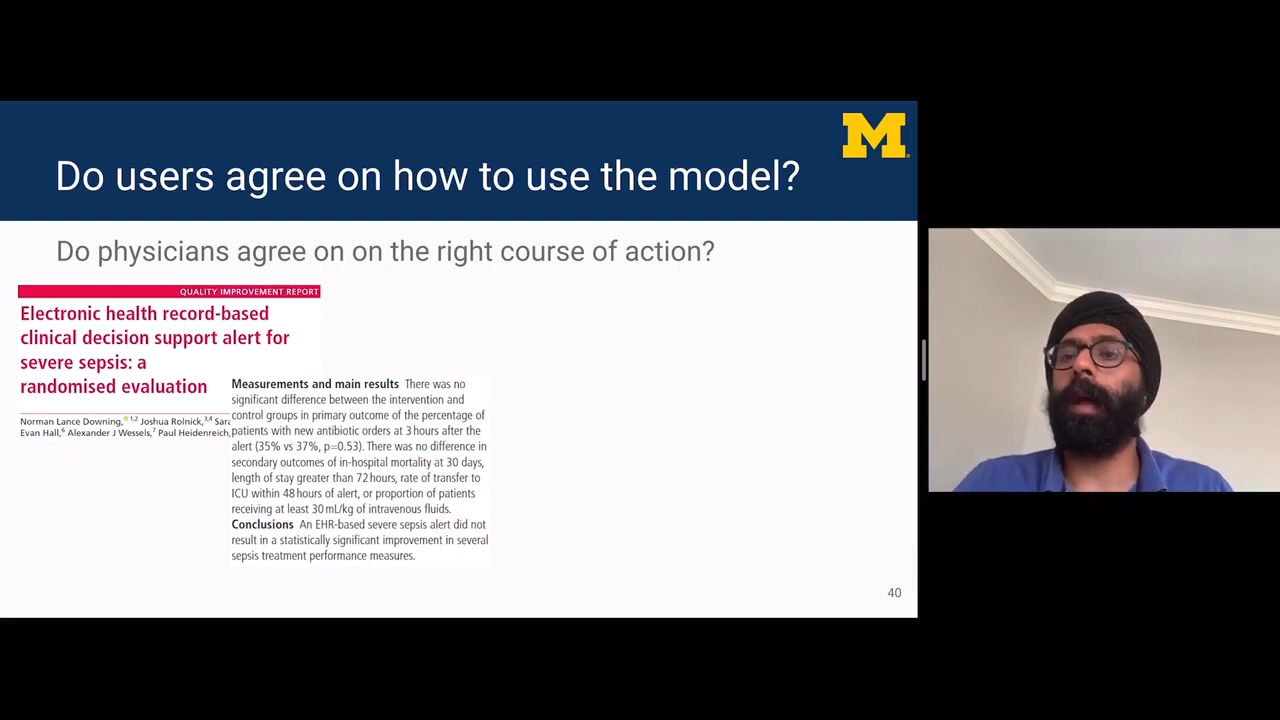 M
Do users agree on how to use the model?
Do physicians agree on on the right course of action?
QUALITY IMPROVEMENT REPORT
Electronic health record-based
clinical decision support alert for
severe sepsis: a
randomised evaluation
Norman Lance Downing,1,2 Joshua Rolnick,3,4 Sara
Evan Hall,6 Alexander J Wessels,7 Paul Heidenreich,
Measurements and main results There was no
significant difference between the intervention and
control groups in primary outcome of the percentage of
patients with new antibiotic orders at 3 hours after the
alert (35% vs 37%, p=0.53). There was no difference in
secondary outcomes of in-hospital mortality at 30 days,
length of stay greater than 72 hours, rate of transfer to
ICU within 48 hours of alert, or proportion of patients
receiving at least 30 mL/kg of intravenous fluids.
Conclusions An EHR-based severe sepsis alert did not
result in a statistically significant improvement in several
sepsis treatment performance measures.
40